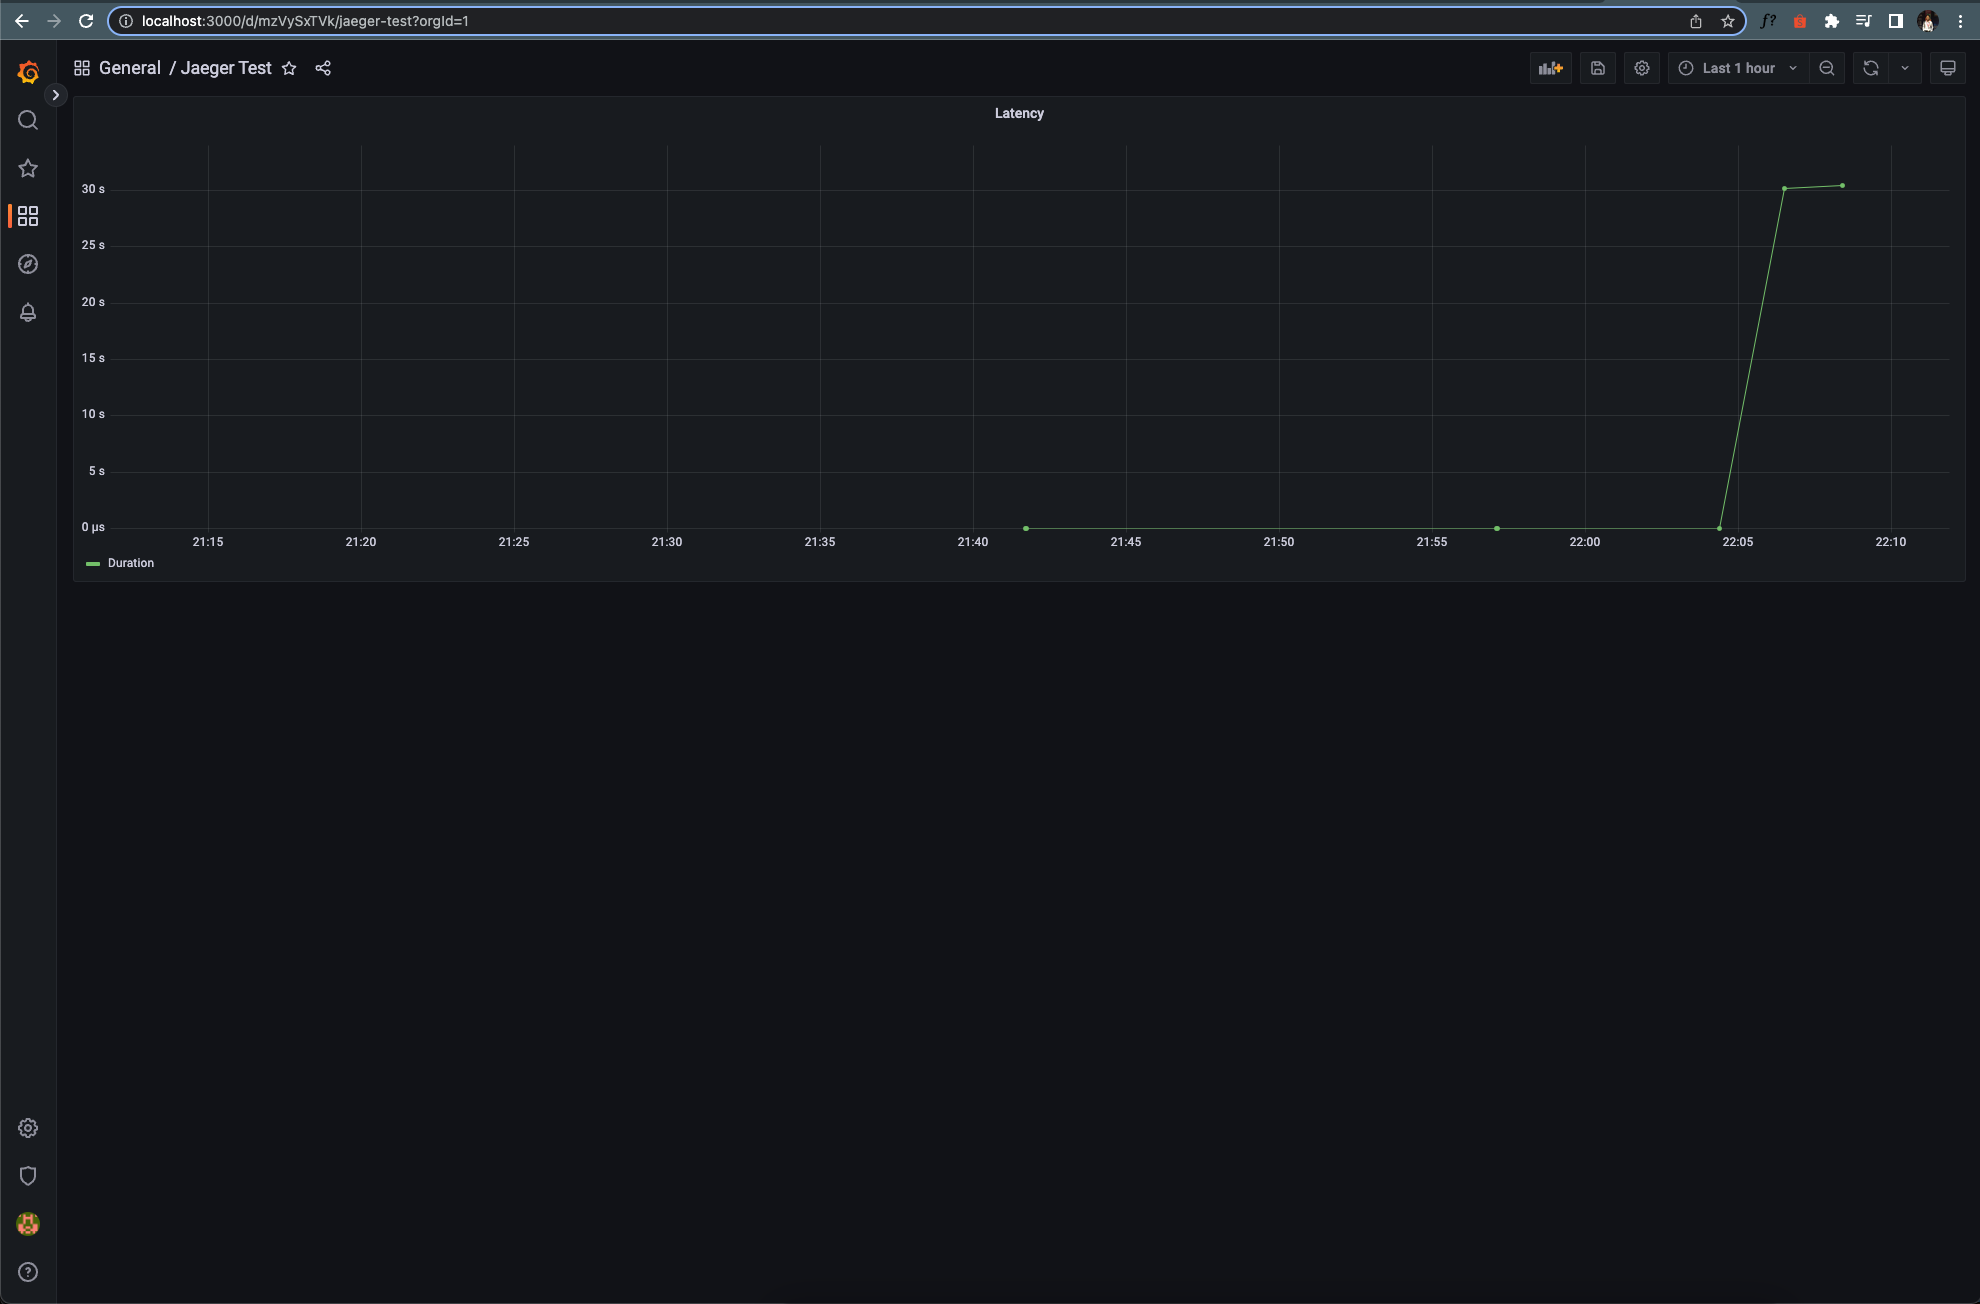 localhost:3000/d/mzVySxTVk/jaeger-test?orgId=1
f?
General / Jaeger Test
Last 1 hour
Latency
30 s
25 s
20 s
15 s
10 s
5 s
0 µs
21:15 21:20 21:25 21:30 21:35 21:40 21:45 21:50 21:55 22:00 22:05 22:10
Duration